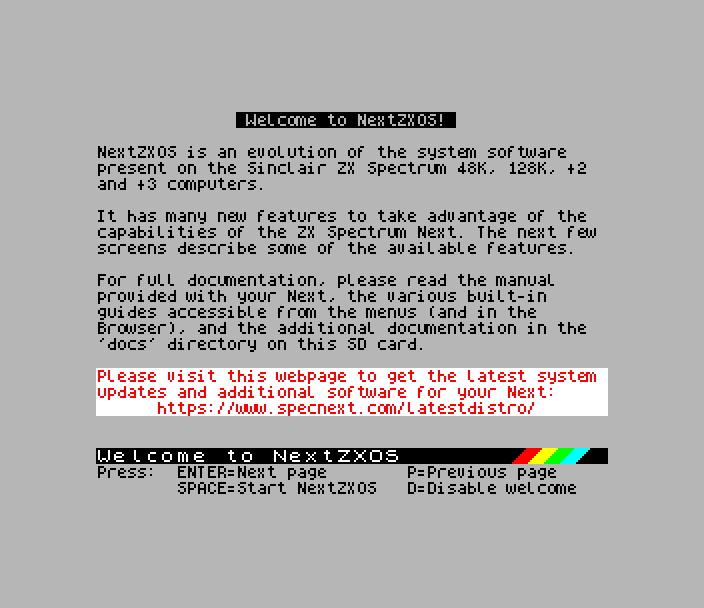 Welcome to NextZXOS!
NextZXOS is an evolution of the system software
present on the Sinclair ZX Spectrum 48K, 128K, +2
and +3 computers.
It has many new features to take advantage of the
capabilities of the ZX Spectrum Next. The next few
screens describe some of the available features.
For full documentation, please read the manual
provided with your Next, the various built-in
guides accessible from the menus (and in the
Browser), and the additional documentation in the
'docs' directory on this SD card.
Please visit this webpage to get the latest system
updates and additional software for your Next:
https://www.specnext.com/latestdistro/
Welcome to NextZXOS
Press: ENTER=Next page P=Previous page
SPACE=Start NextZXOS D=Disable welcome